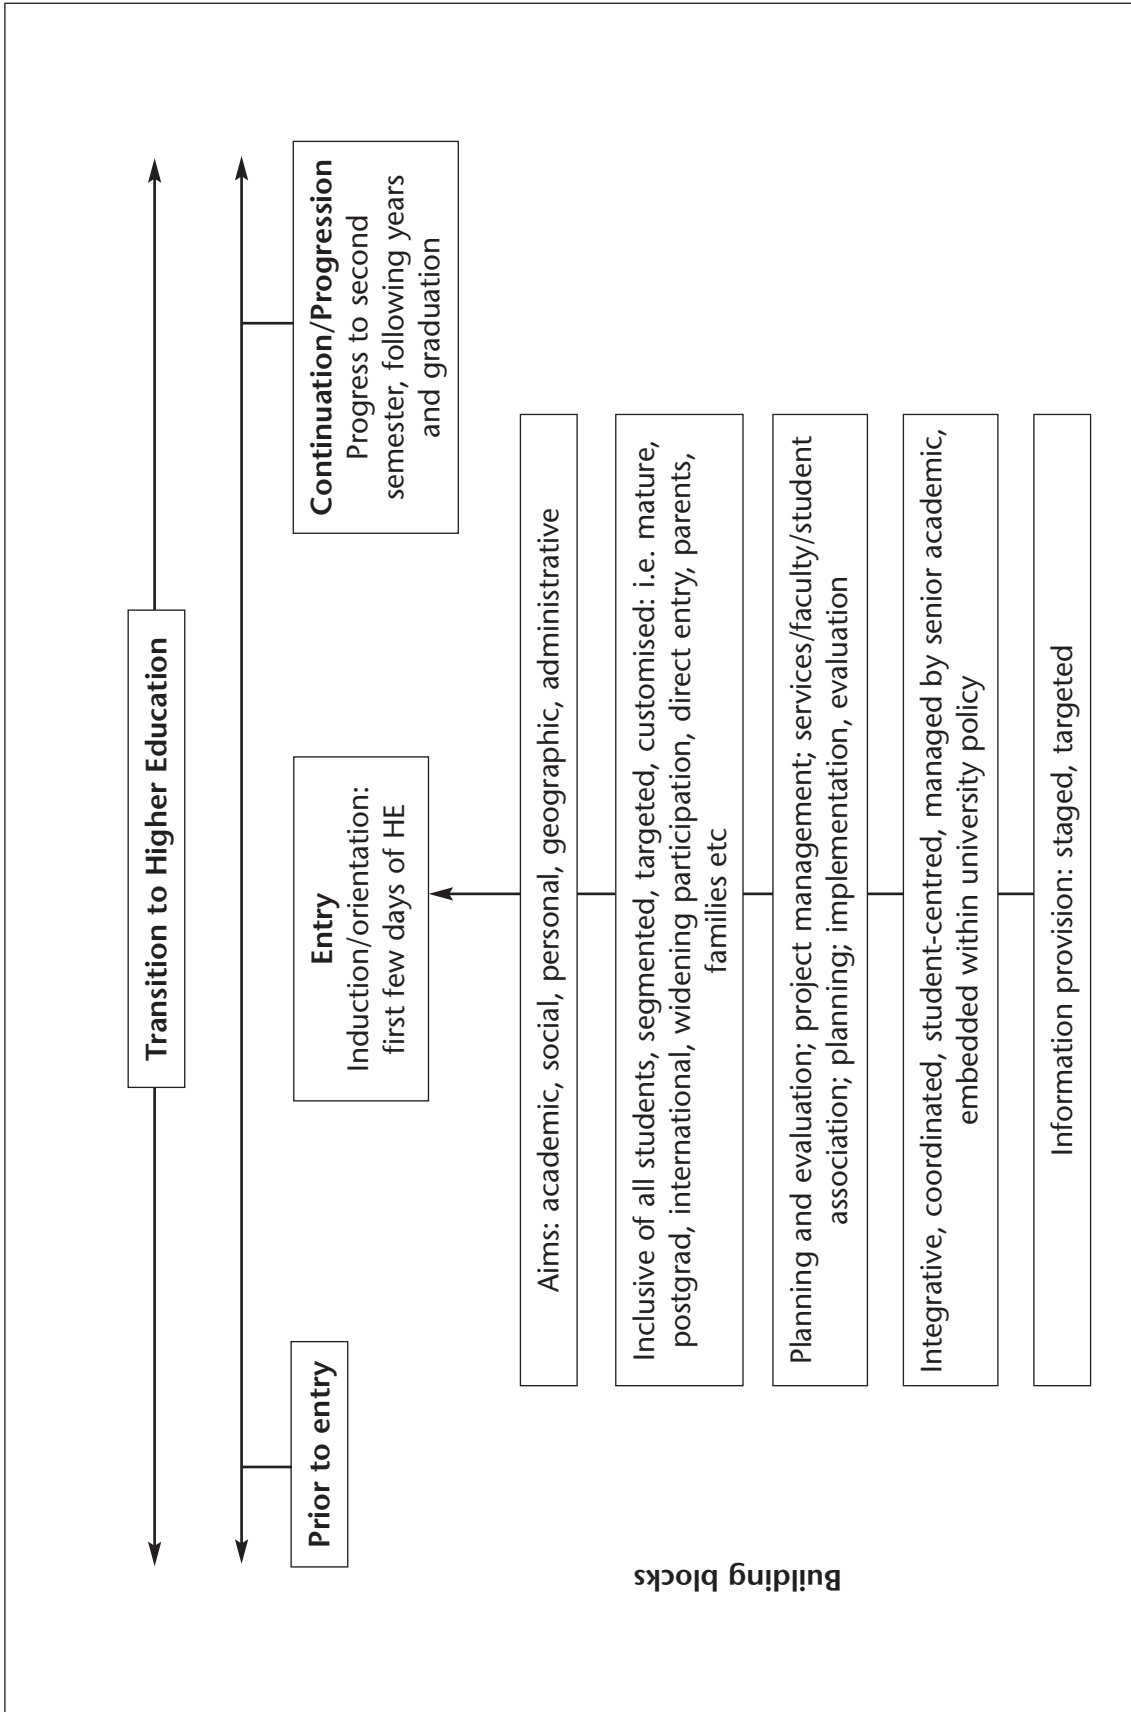 Transition to Higher Education
Prior to entry
Entry
Induction/orientation:
first few days of HE
Continuation/Progression
Progress to second
semester, following years
and graduation
Building blocks
Aims: academic, social, personal, geographic, administrative
Inclusive of all students, segmented, targeted, customised: i.e. mature,
postgrad, international, widening participation, direct entry, parents,
families etc
Planning and evaluation; project management; services/faculty/student
association; planning; implementation, evaluation
Integrative, coordinated, student-centred, managed by senior academic,
embedded within university policy
Information provision: staged, targeted